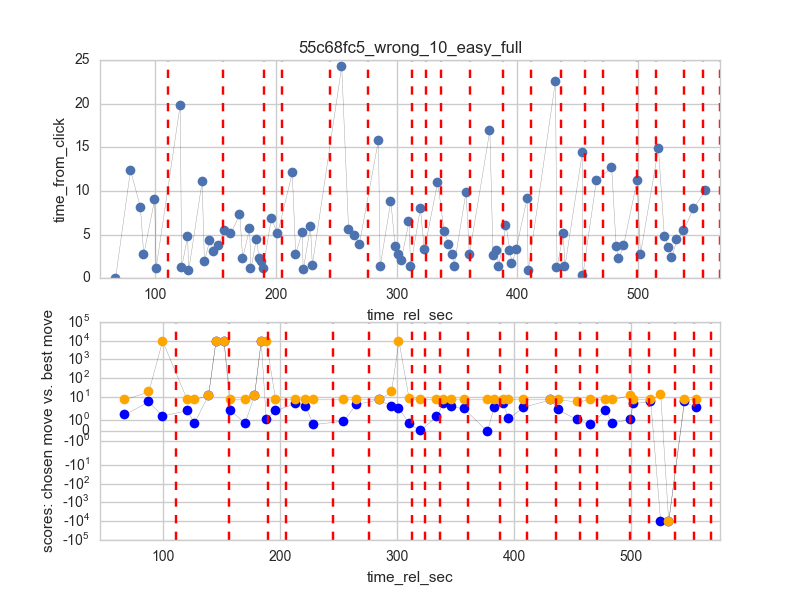 55c68fc5_wrong_10_easy_full
25
20
15
10
5
0
time_from_click
100 200 300 400 500
time_rel_sec
10^5
10^4
10^3
10^2
10^1
10^0
0
-10^0
-10^1
-10^2
-10^3
-10^4
-10^5
scores: chosen move vs. best move
100 200 300 400 500
time_rel_sec